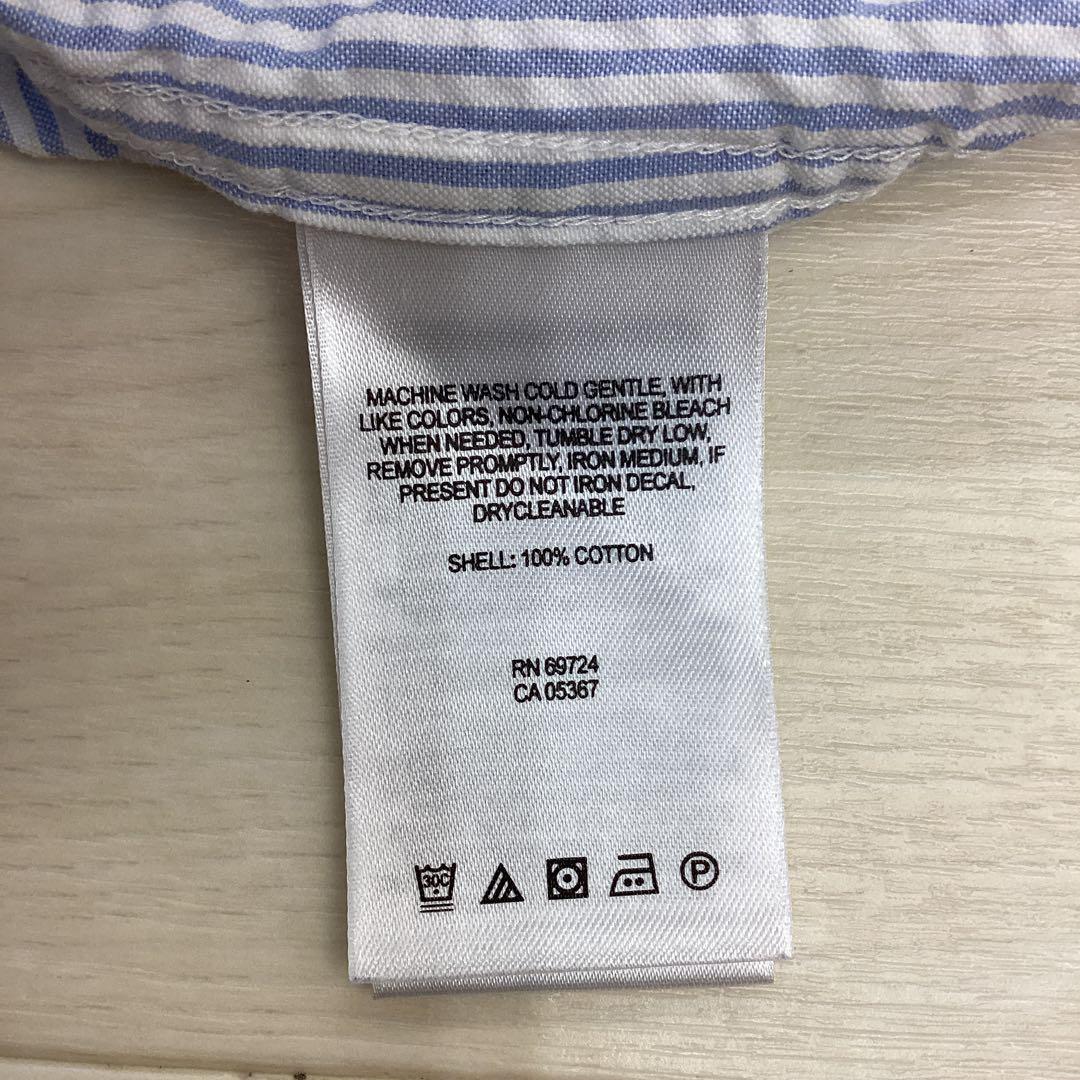 MACHINE WASH COLD GENTLE, WITH
LIKE COLORS, NON-CHLORINE BLEACH
WHEN NEEDED, TUMBLE DRY LOW,
REMOVE PROMPTLY, IRON MEDIUM, IF
PRESENT DO NOT IRON DECAL,
DRYCLEANABLE
SHELL: 100% COTTON
RN 69724
CA 05367
30C P